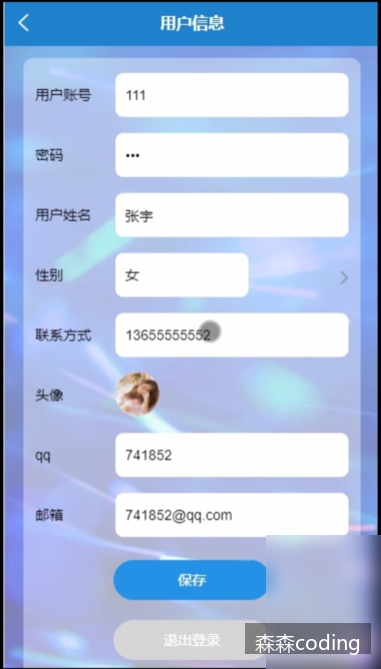 用户信息
用户账号 111
密码 •••
用户姓名 张宇
性别 女
联系方式 13655555552
头像
qq 741852
邮箱 741852@qq.com
保存
退出登录
森森coding